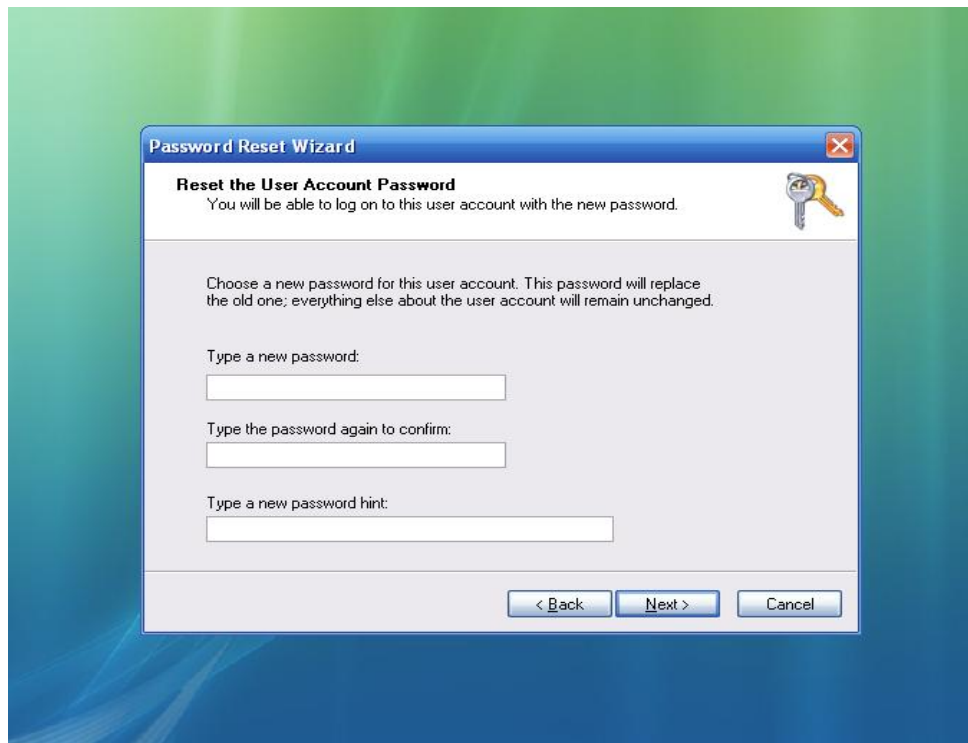 Password Reset Wizard
Reset the User Account Password
You will be able to log on to this user account with the new password.
Choose a new password for this user account. This password will replace
the old one; everything else about the user account will remain unchanged.
Type a new password:
Type the password again to confirm:
Type a new password hint:
< Back Next > Cancel